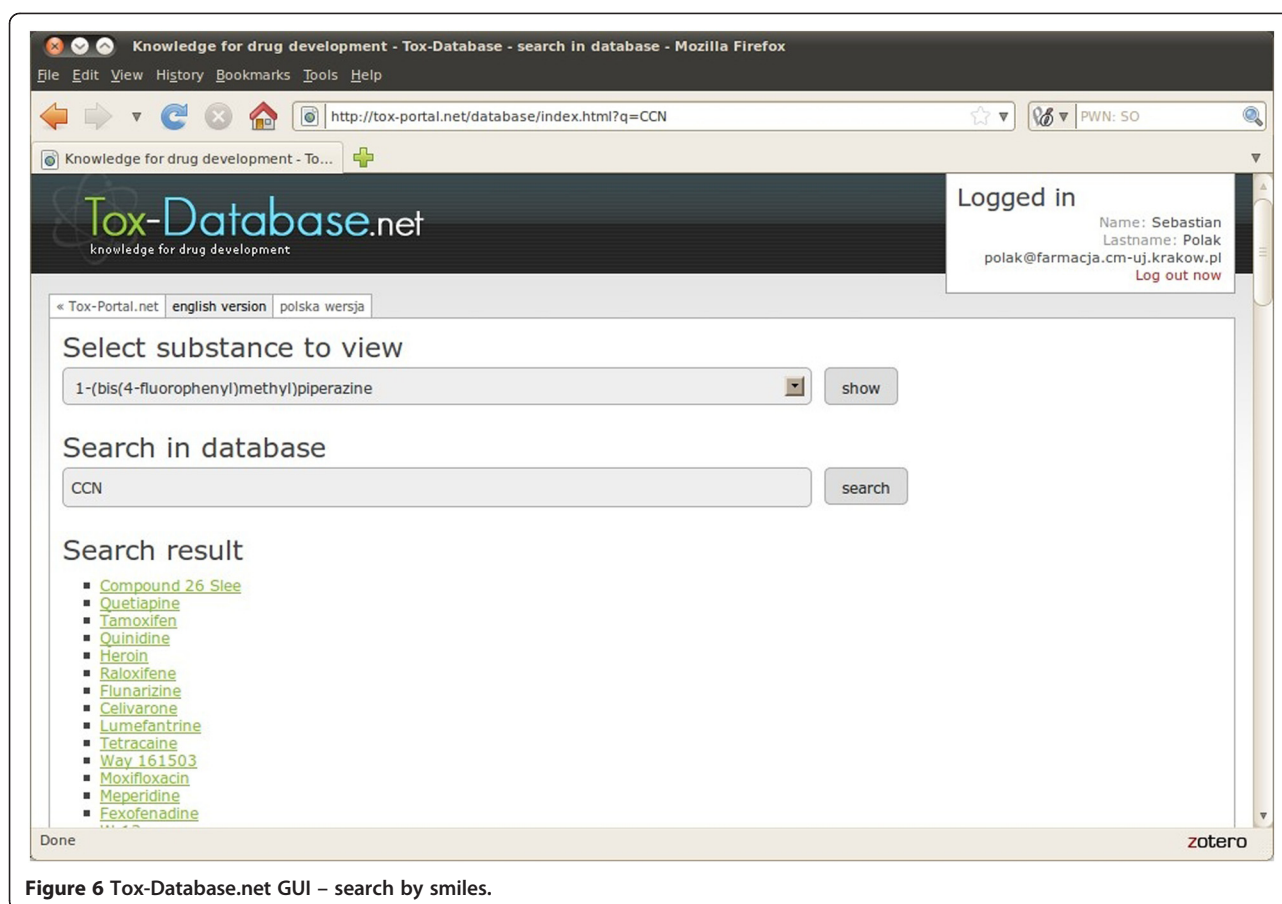 Knowledge for drug development - Tox-Database - search in database - Mozilla Firefox
File Edit View History Bookmarks Tools Help
http://tox-portal.net/database/index.html?q=CCN
PWN: SO
Knowledge for drug development - To...
Tox-Database.net
knowledge for drug development
Logged in
Name: Sebastian
Lastname: Polak
polak@farmacja.cm-uj.krakow.pl
Log out now
« Tox-Portal.net english version polska wersja
Select substance to view
1-(bis(4-fluorophenyl)methyl)piperazine show
Search in database
CCN search
Search result
Compound 26 Slee
Quetiapine
Tamoxifen
Quinidine
Heroin
Raloxifene
Flunarizine
Celivarone
Lumefantrine
Tetracaine
Way 161503
Moxifloxacin
Meperidine
Fexofenadine
Done
zotero
Figure 6 Tox-Database.net GUI – search by smiles.